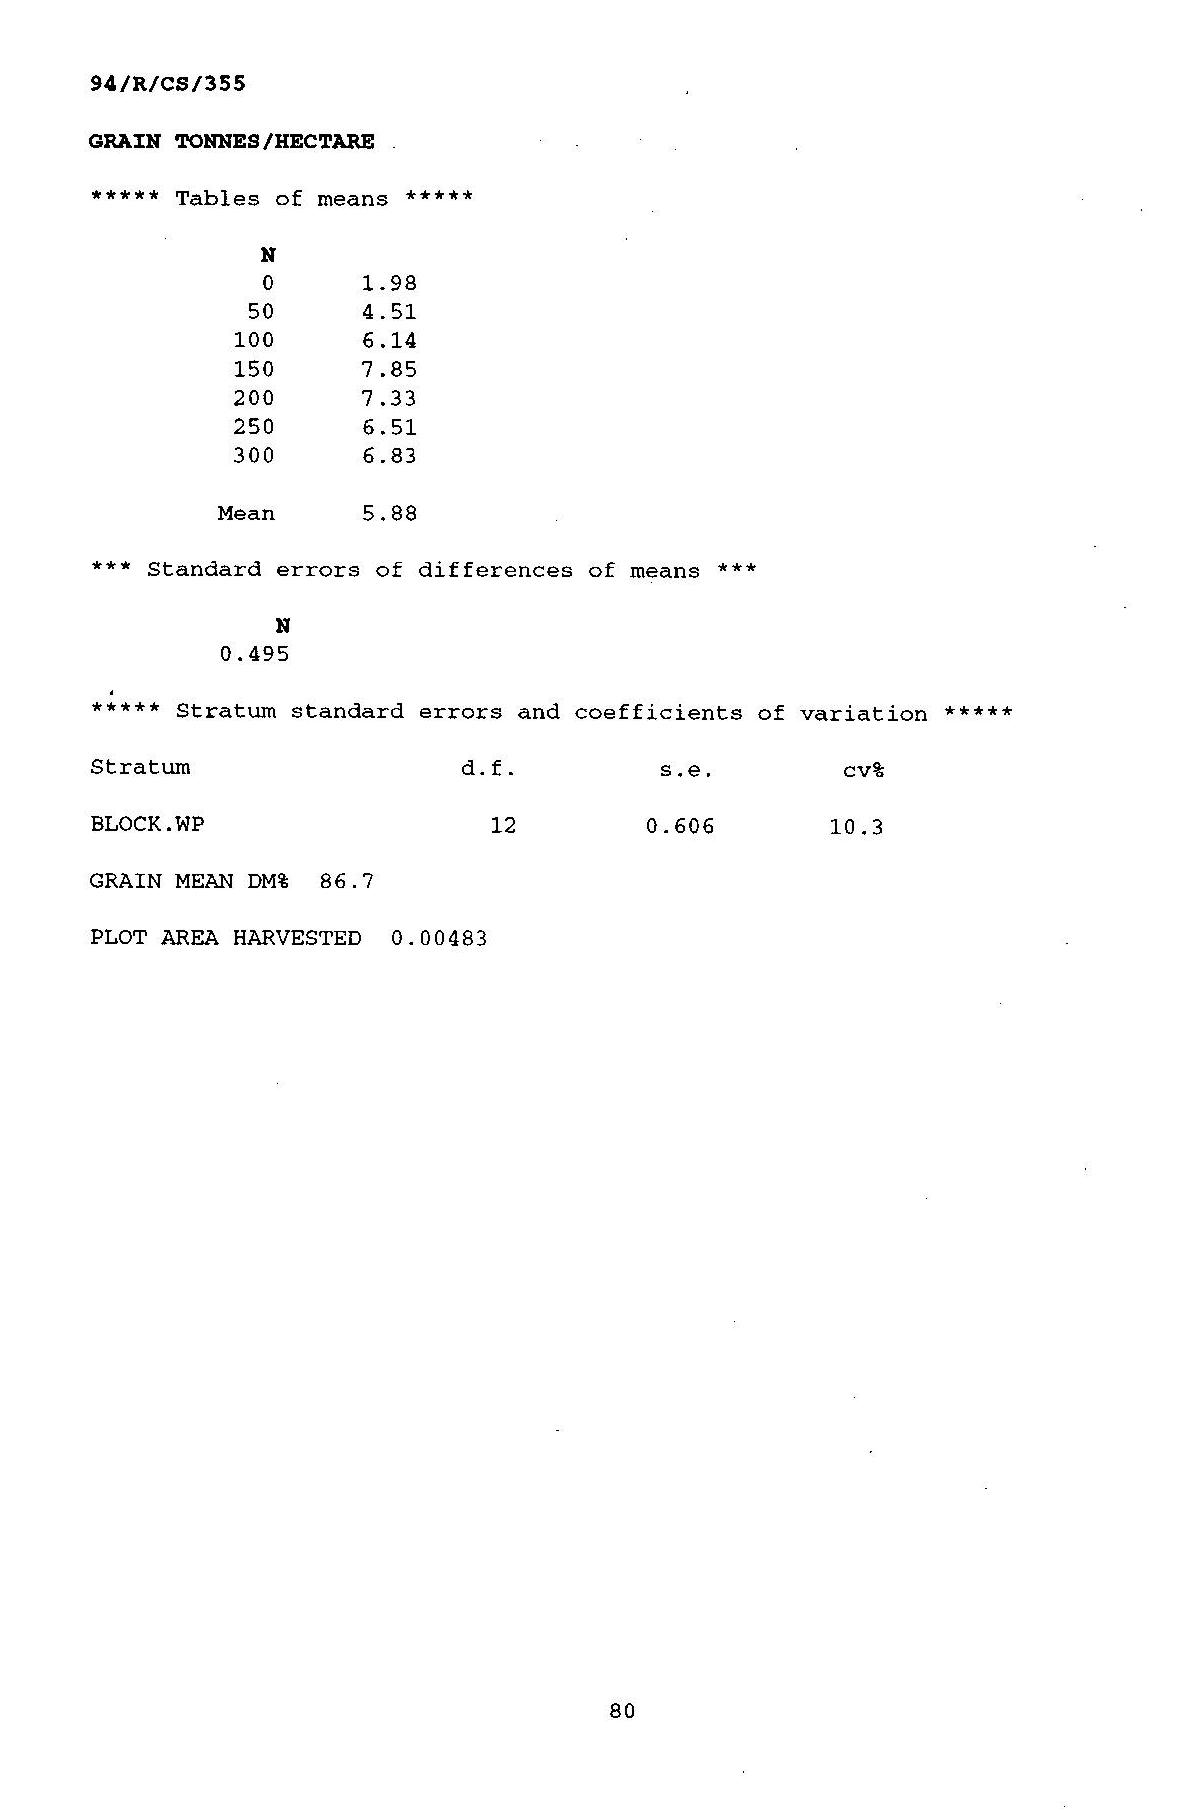 94/R/CS/355
GRAIN TONNES/HECTARE
***** Tables of means *****
N
0 1.98
50 4.51
100 6.14
150 7.85
200 7.33
250 6.51
300 6.83
Mean 5.88
*** Standard errors of differences of means ***
N
0.495
***** Stratum standard errors and coefficients of variation *****
Stratum d.f. s.e. cv%
BLOCK.WP 12 0.606 10.3
GRAIN MEAN DM% 86.7
PLOT AREA HARVESTED 0.00483
80